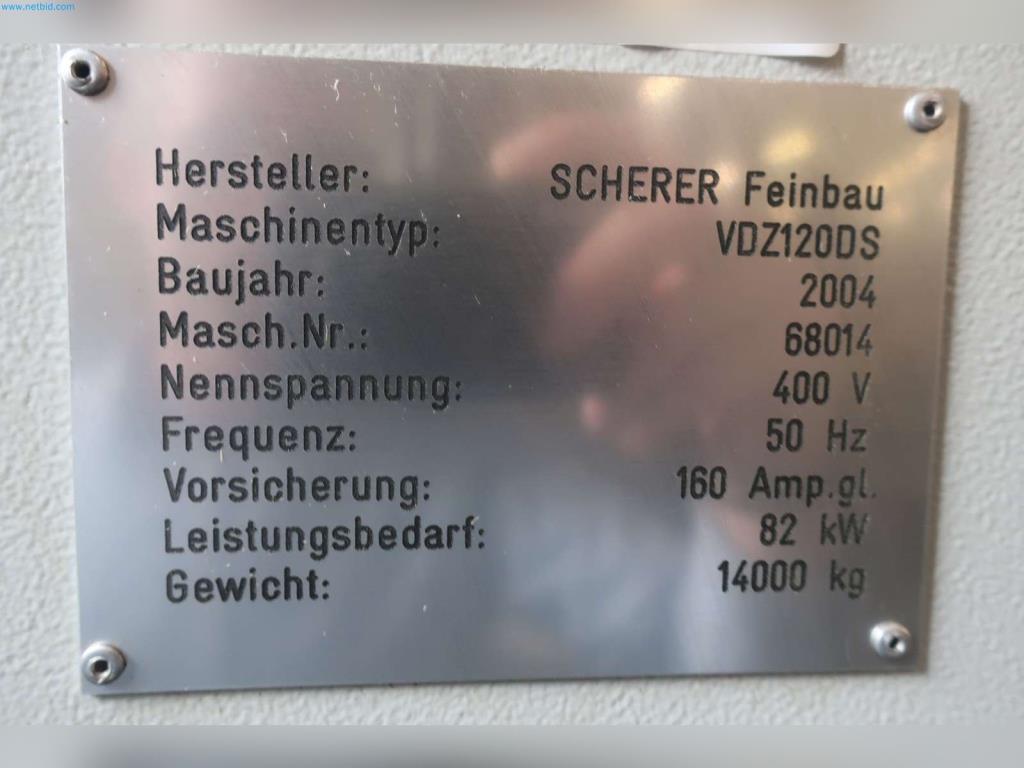 www.netbid.com
Hersteller: SCHERER Feinbau
Maschinentyp: VDZ120DS
Baujahr: 2004
Masch.Nr.: 68014
Nennspannung: 400 V
Frequenz: 50 Hz
Vorsicherung: 160 Amp.gl.
Leistungsbedarf: 82 kW
Gewicht: 14000 kg